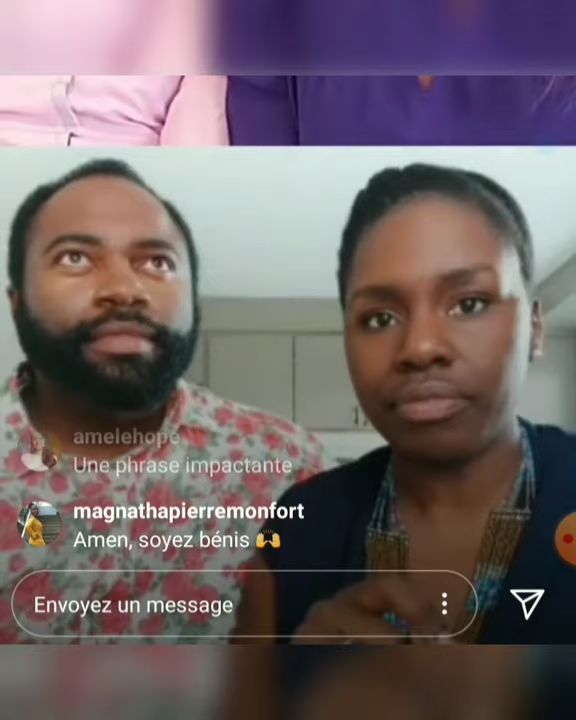 amelehope
Une phrase impactante
magnathapierremonfort
Amen, soyez bénis 🙌
Envoyez un message